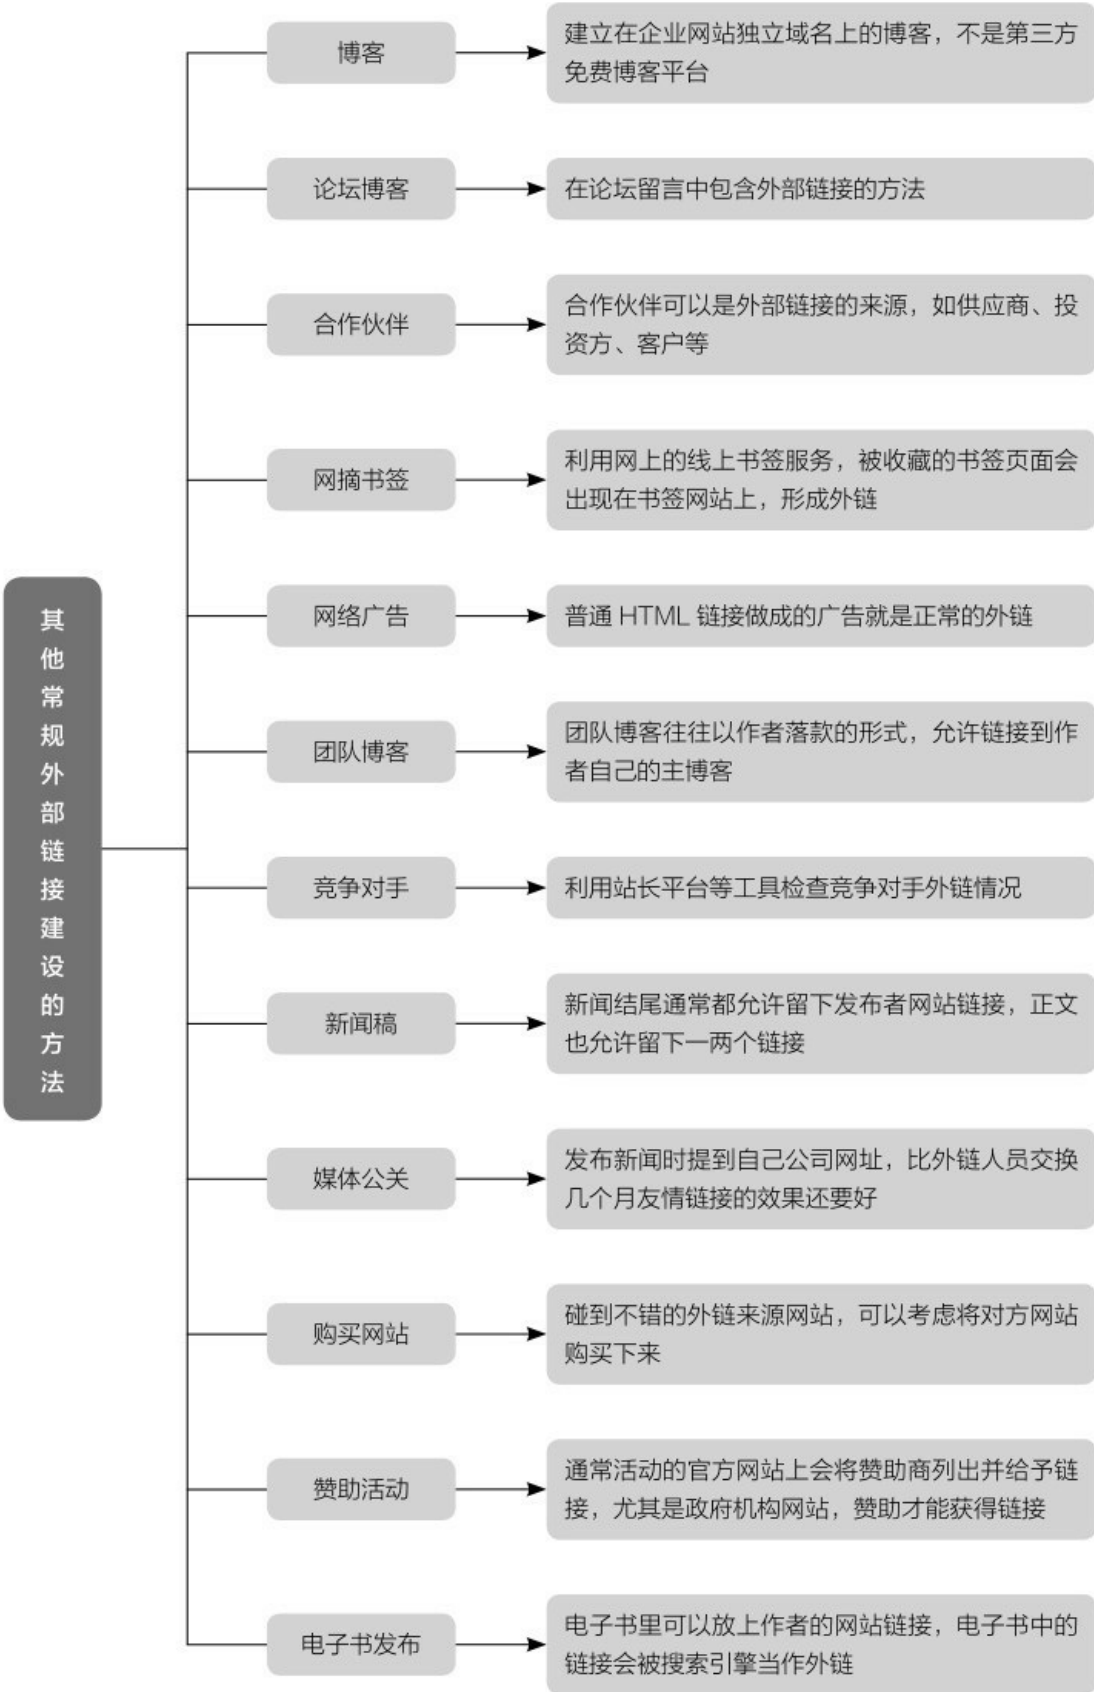 其他常规外部链接建设的方法
博客
建立在企业网站独立域名上的博客，不是第三方
免费博客平台
论坛博客
在论坛留言中包含外部链接的方法
合作伙伴
合作伙伴可以是外部链接的来源，如供应商、投
资方、客户等
网摘书签
利用网上的线上书签服务，被收藏的书签页面会
出现在书签网站上，形成外链
网络广告
普通 HTML 链接做成的广告就是正常的外链
团队博客
团队博客往往以作者落款的形式，允许链接到作
者自己的主博客
竞争对手
利用站长平台等工具检查竞争对手外链情况
新闻稿
新闻结尾通常都允许留下发布者网站链接，正文
也允许留下一两个链接
媒体公关
发布新闻时提到自己公司网址，比外链人员交换
几个月友情链接的效果还要好
购买网站
碰到不错的外链来源网站，可以考虑将对方网站
购买下来
赞助活动
通常活动的官方网站上会将赞助商列出并给予链
接，尤其是政府机构网站，赞助才能获得链接
电子书发布
电子书里可以放上作者的网站链接，电子书中的
链接会被搜索引擎当作外链